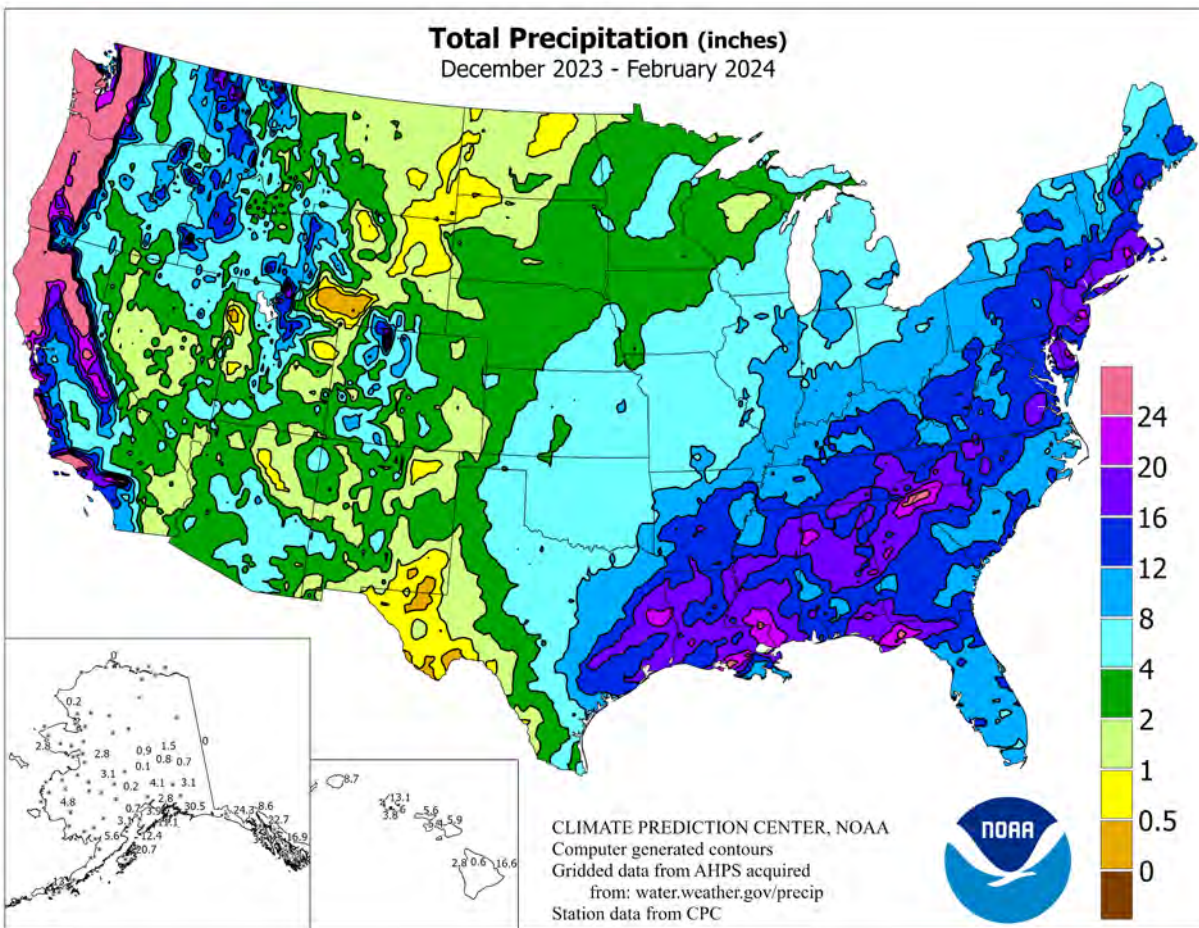 Total Precipitation (inches)
December 2023 - February 2024
24
20
16
12
8
4
2
1
0.5
0
0
0.2
2.8
2.8
0
0.9 1.5
0.1 0.8 0.7
3.1
0.2 4.1 3.1
4.8
0.7 2.8
30.5
5.6
12.4
20.7
24.3 8.6
22.7
16.9
8.7
13.1
3.8
5.6
5.9
2.8 0.6 16.6
CLIMATE PREDICTION CENTER, NOAA
Computer generated contours
Gridded data from AHPS acquired
from: water.weather.gov/precip
Station data from CPC
NOAA